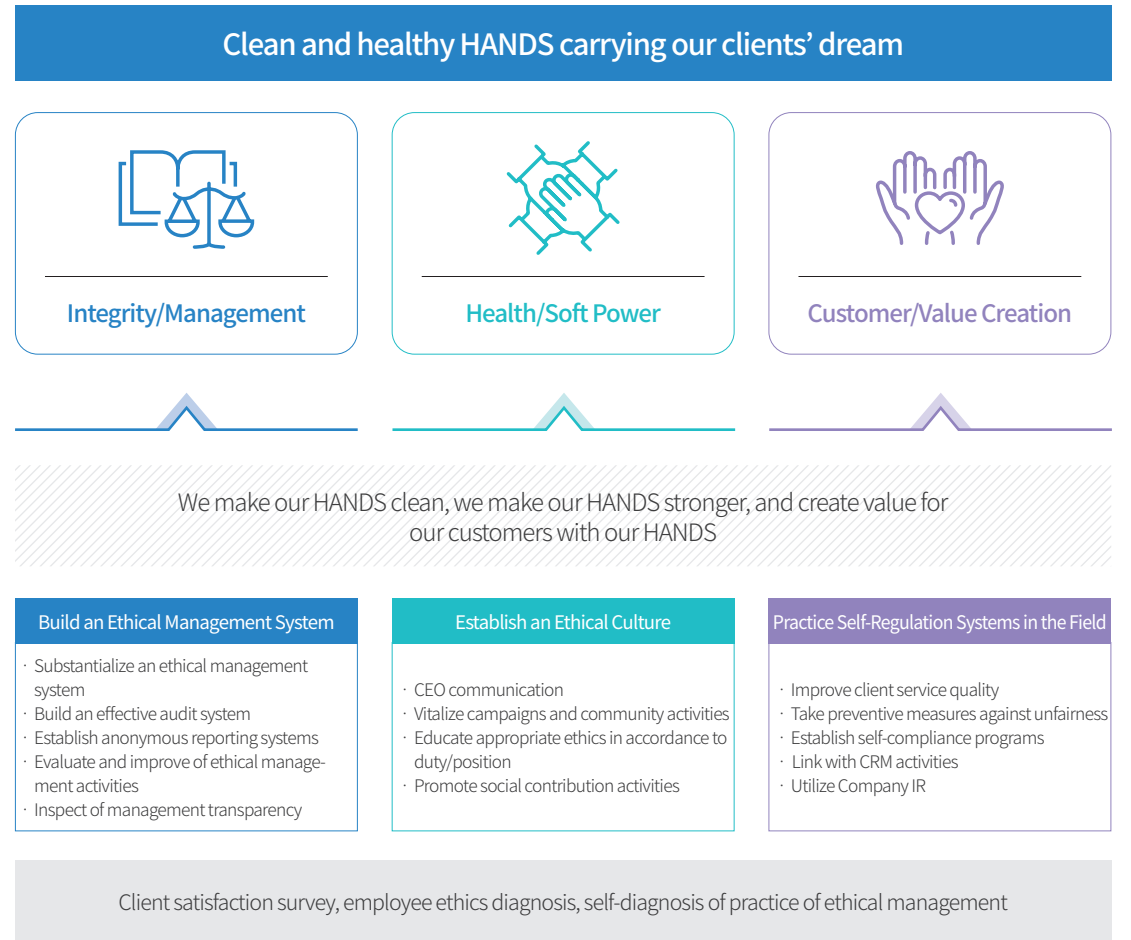 Clean and healthy HANDS carrying our clients’ dream
Integrity/Management
Health/Soft Power
Customer/Value Creation
We make our HANDS clean, we make our HANDS stronger, and create value for
our customers with our HANDS
Build an Ethical Management System
· Substantialize an ethical management
system
· Build an effective audit system
· Establish anonymous reporting systems
· Evaluate and improve of ethical manage-
ment activities
· Inspect of management transparency
Establish an Ethical Culture
· CEO communication
· Vitalize campaigns and community activities
· Educate appropriate ethics in accordance to
duty/position
· Promote social contribution activities
Practice Self-Regulation Systems in the Field
· Improve client service quality
· Take preventive measures against unfairness
· Establish self-compliance programs
· Link with CRM activities
· Utilize Company IR
Client satisfaction survey, employee ethics diagnosis, self-diagnosis of practice of ethical management